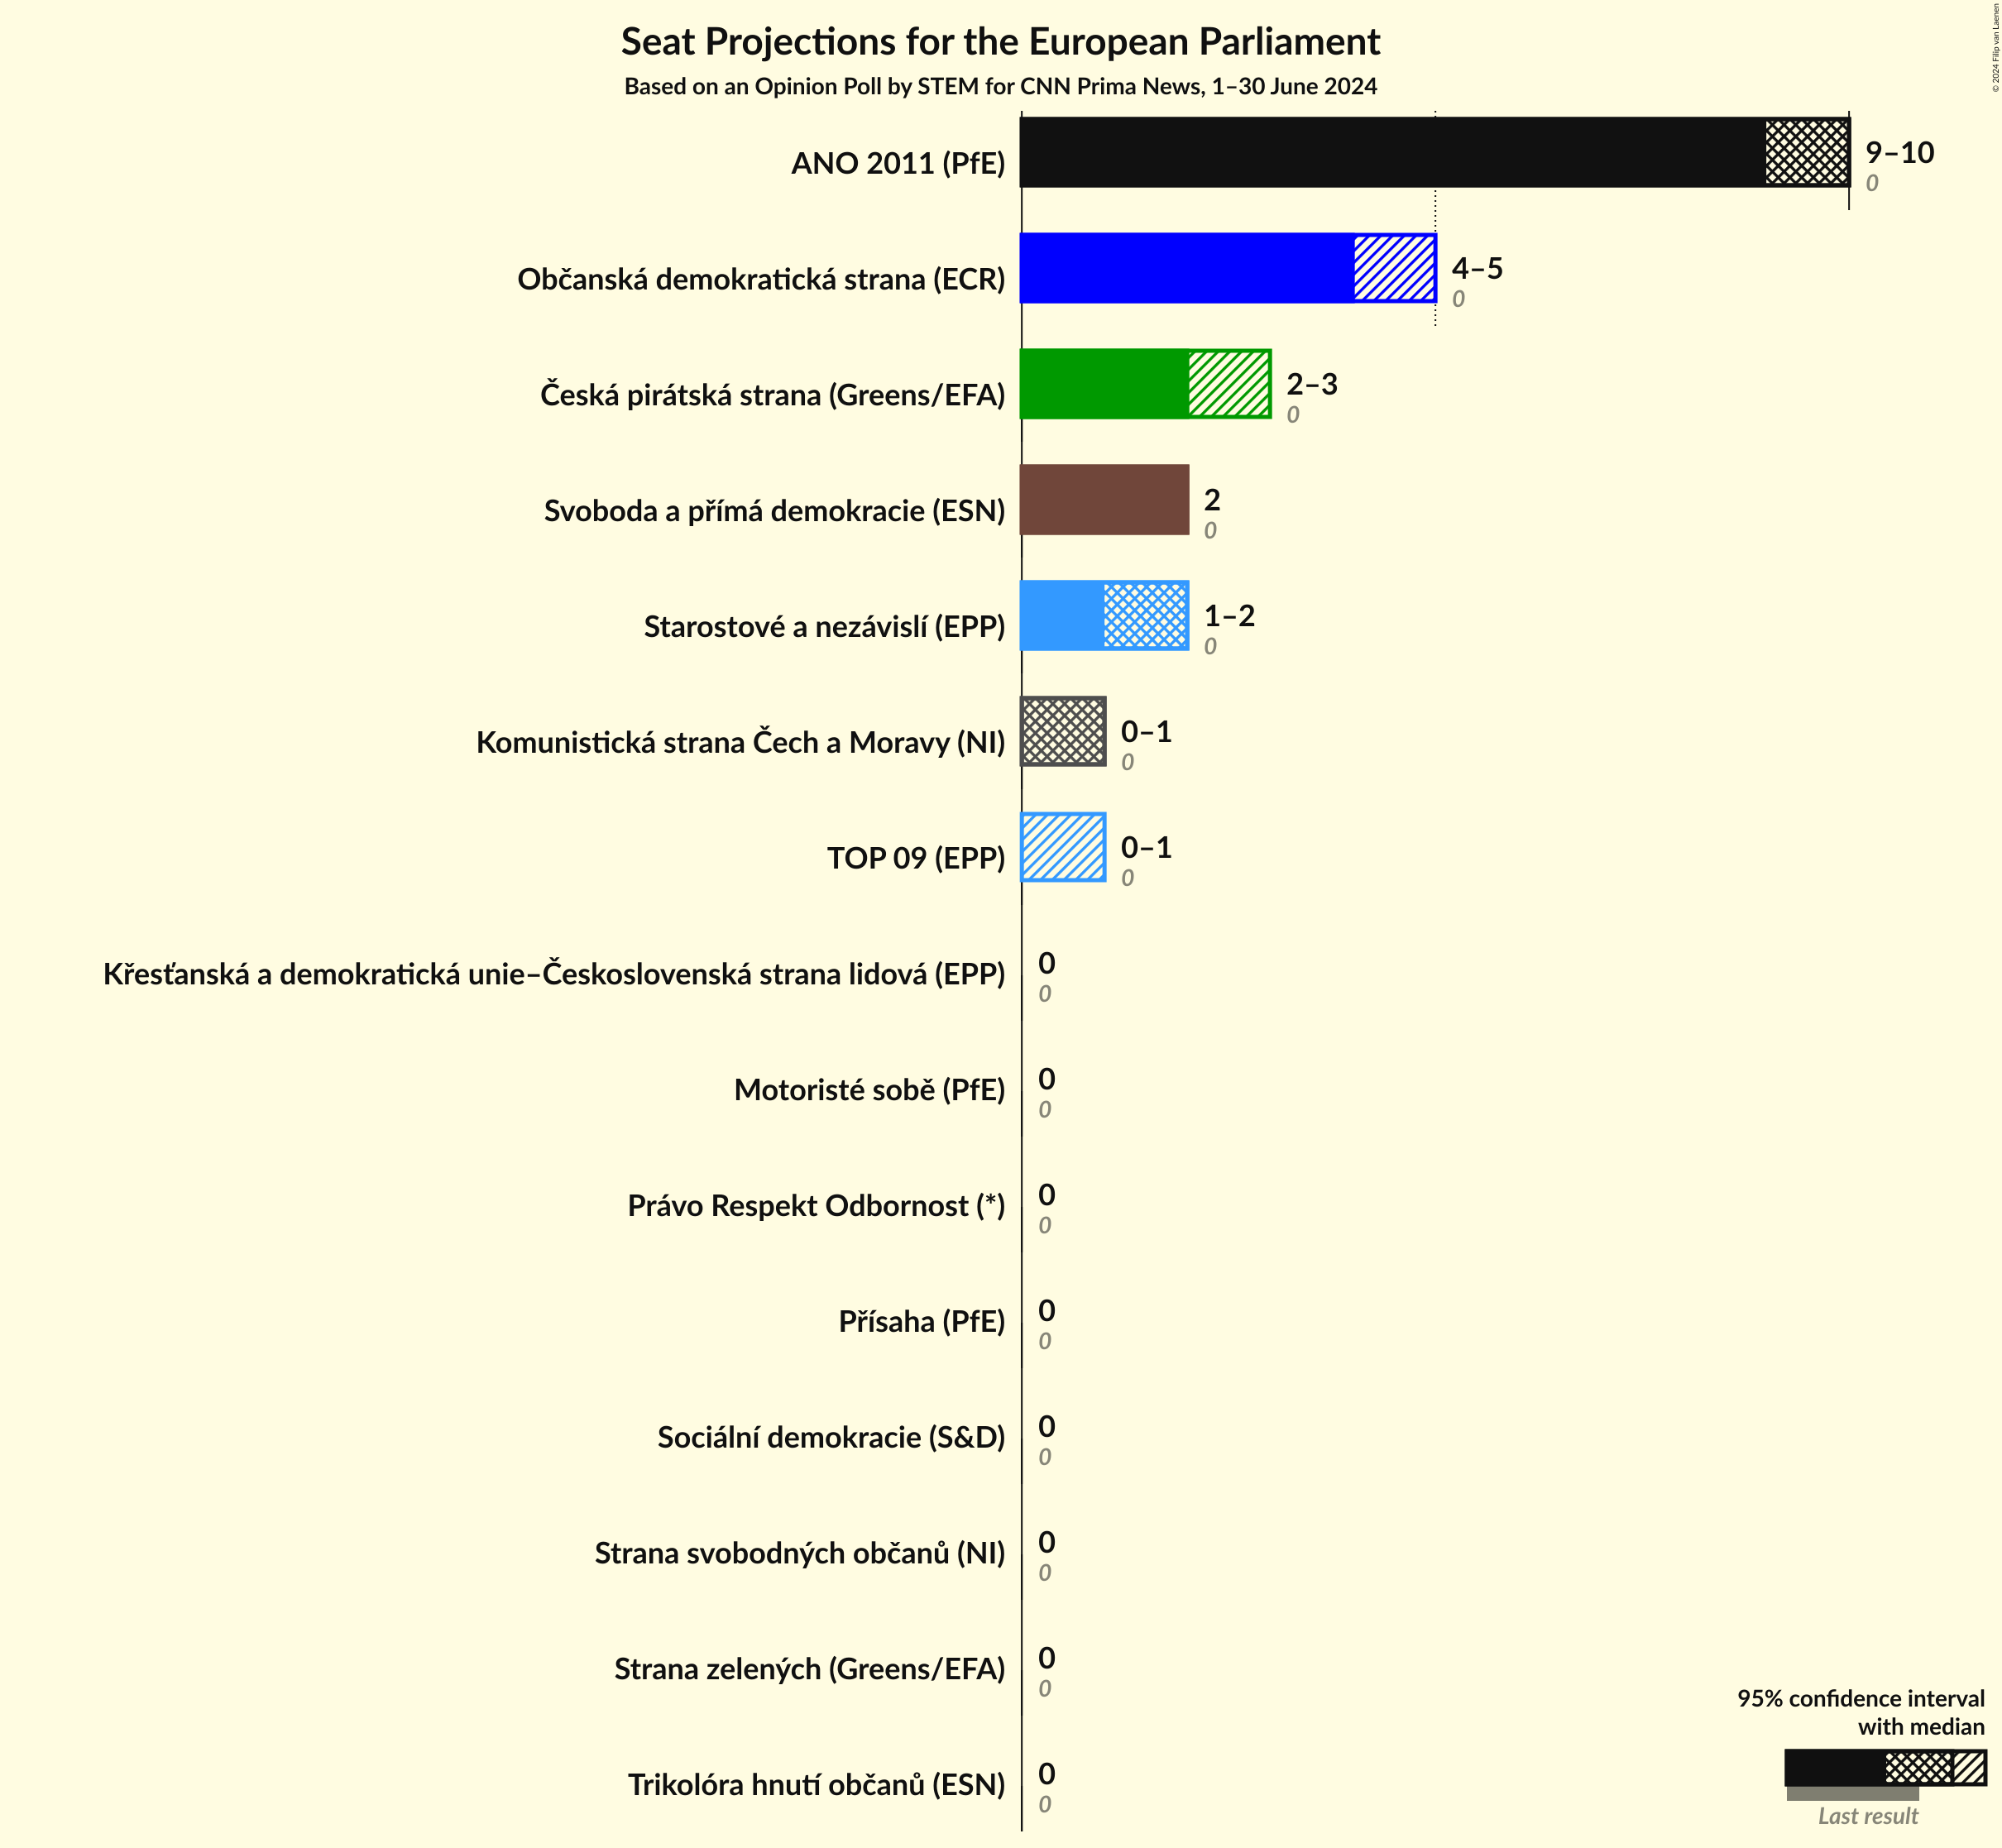 Seat Projections for the European Parliament
Based on an Opinion Poll by STEM for CNN Prima News, 1–30 June 2024
© 2024 Filip van Laenen
ANO 2011 (PfE)
9–10
0
Občanská demokratická strana (ECR)
4–5
0
Česká pirátská strana (Greens/EFA)
2–3
0
Svoboda a přímá demokracie (ESN)
2
0
Starostové a nezávislí (EPP)
1–2
0
Komunistická strana Čech a Moravy (NI)
0–1
0
TOP 09 (EPP)
0–1
0
Křesťanská a demokratická unie–Československá strana lidová (EPP)
0
0
Motoristé sobě (PfE)
0
0
Právo Respekt Odbornost (*)
0
0
Přísaha (PfE)
0
0
Sociální demokracie (S&D)
0
0
Strana svobodných občanů (NI)
0
0
Strana zelených (Greens/EFA)
0
0
Trikolóra hnutí občanů (ESN)
0
0
95% confidence interval
with median
Last result